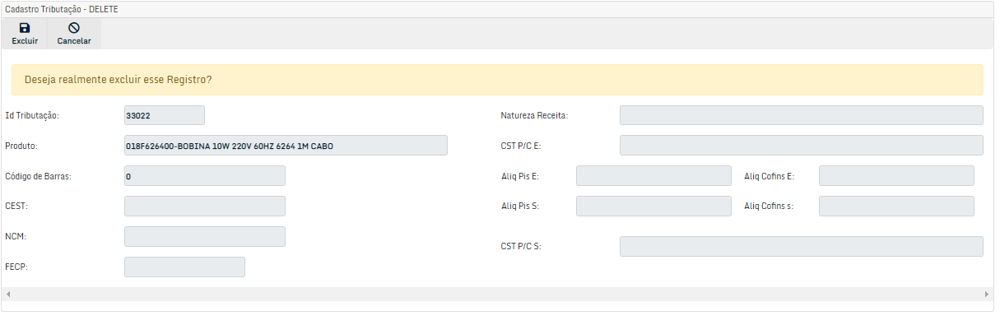 Cadastro Tributação - DELETE
Excluir Cancelar
Deseja realmente excluir esse Registro?
Id Tributação: 33022 Natureza Receita:
Produto: 018F626400-BOBINA 10W 220V 60HZ 6264 1M CABO CST P/C E:
Código de Barras: 0 Aliq Pis E: Aliq Cofins E:
CEST: Aliq Pis S: Aliq Cofins s:
NCM: CST P/C S:
FECP: